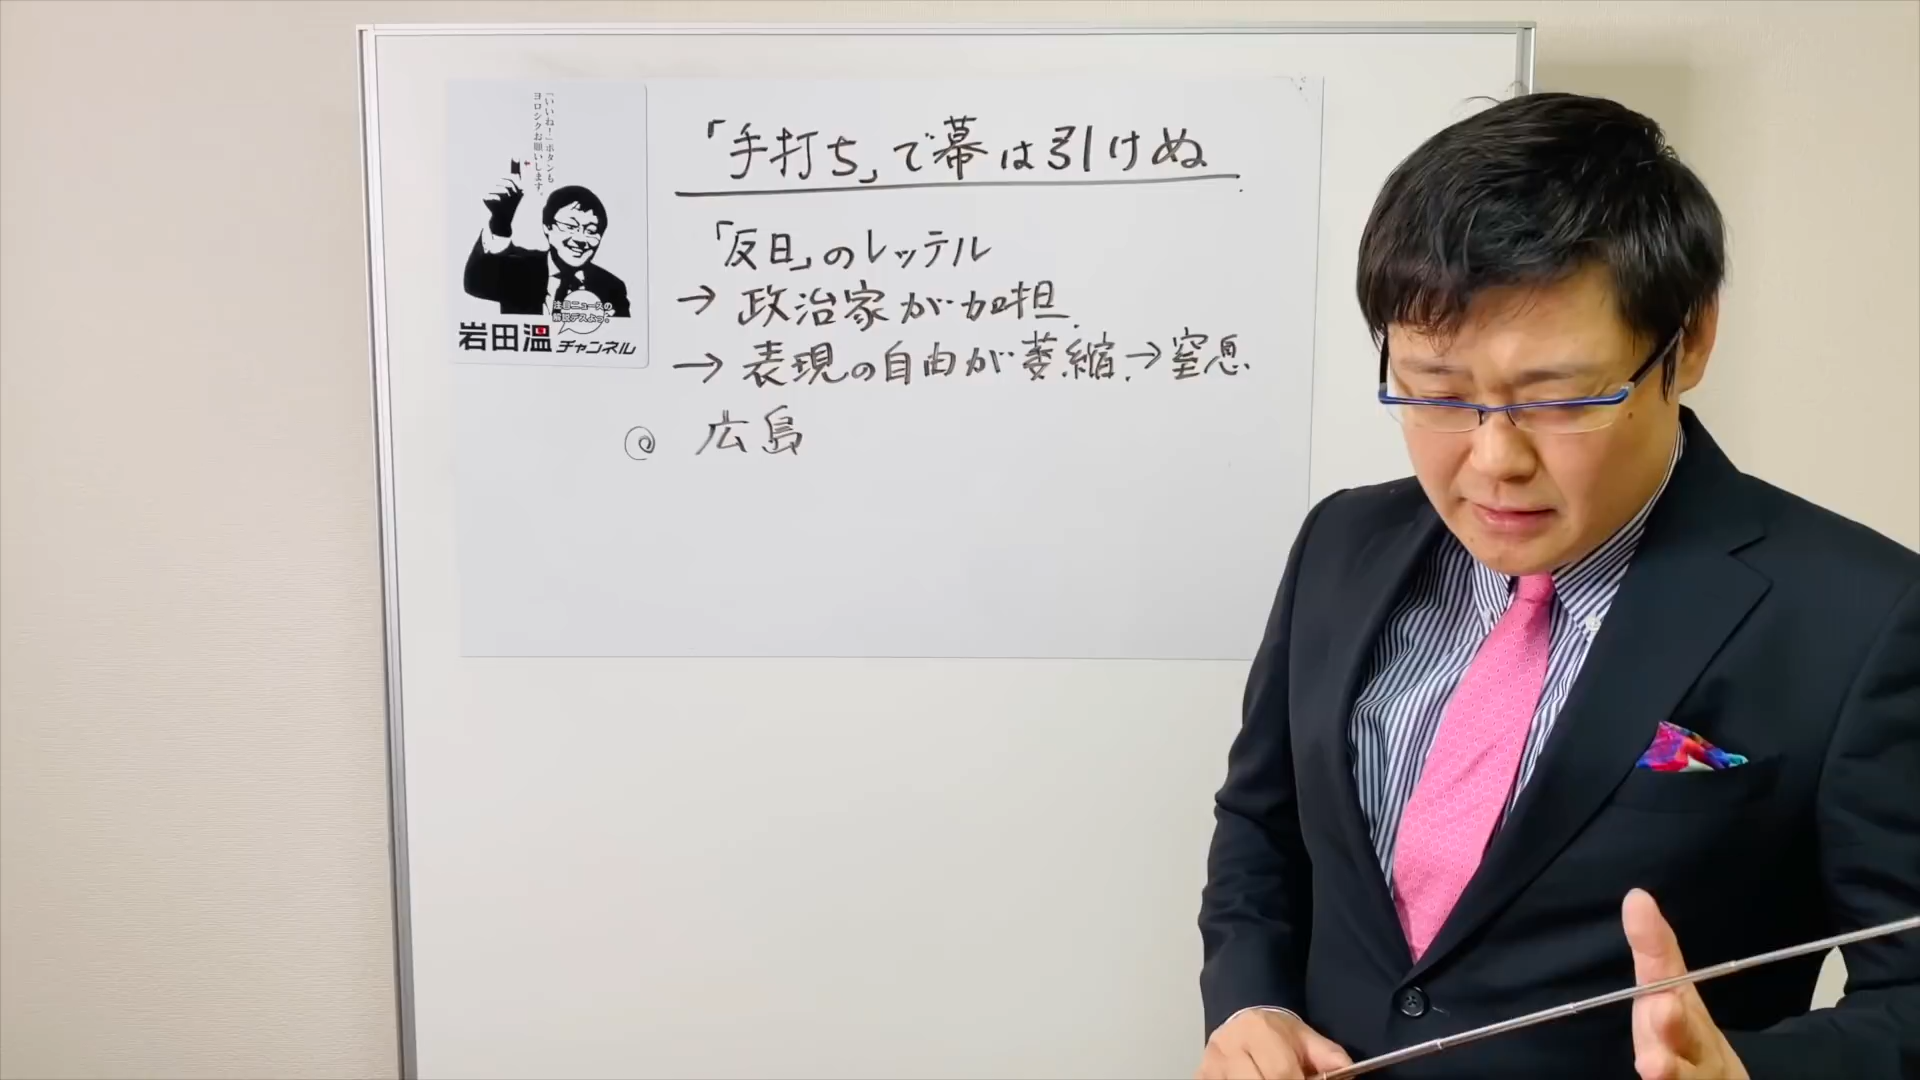 「いいね！」ボタンも
ヨロシクお願いします。
注目ニュースの
解説デスよっ！
岩田温チャンネル
「手打ち」で幕は引けぬ
「反日」のレッテル
→ 政治家が加担.
→ 表現の自由が萎縮.→窒息
◎ 広島